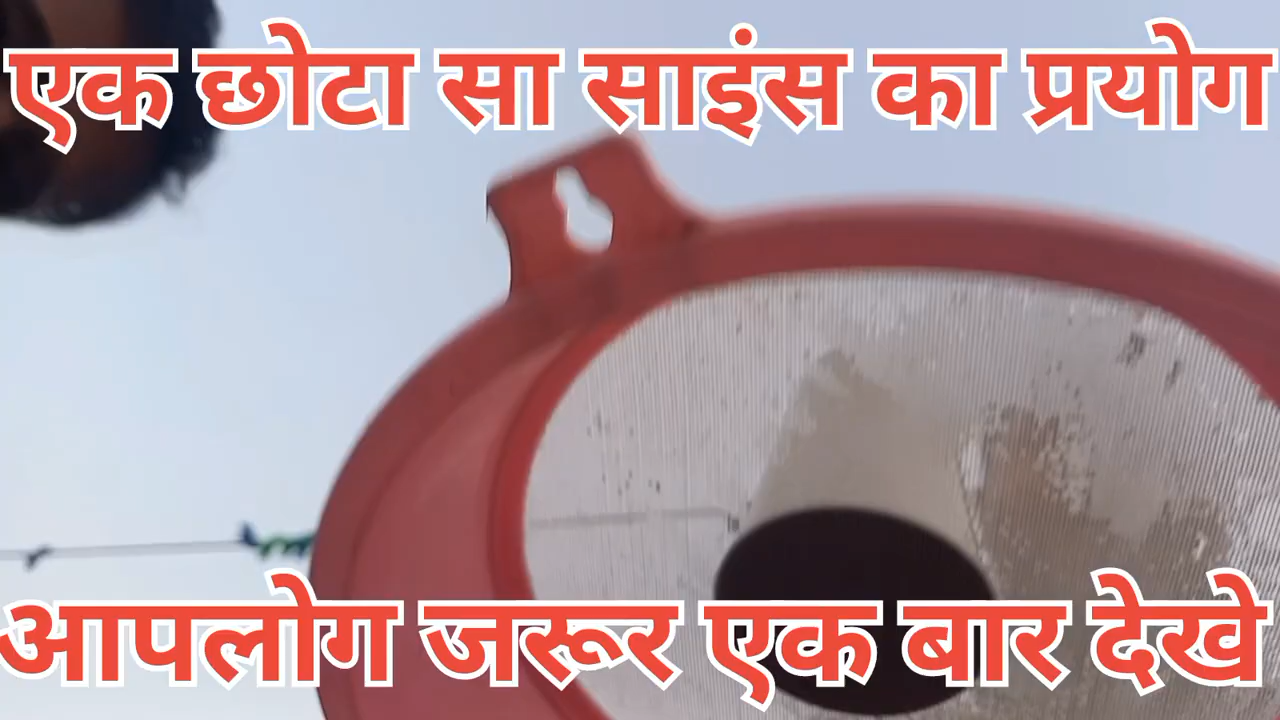 एक छोटा सा साइंस का प्रयोग
आपलोग जरूर एक बार देखे